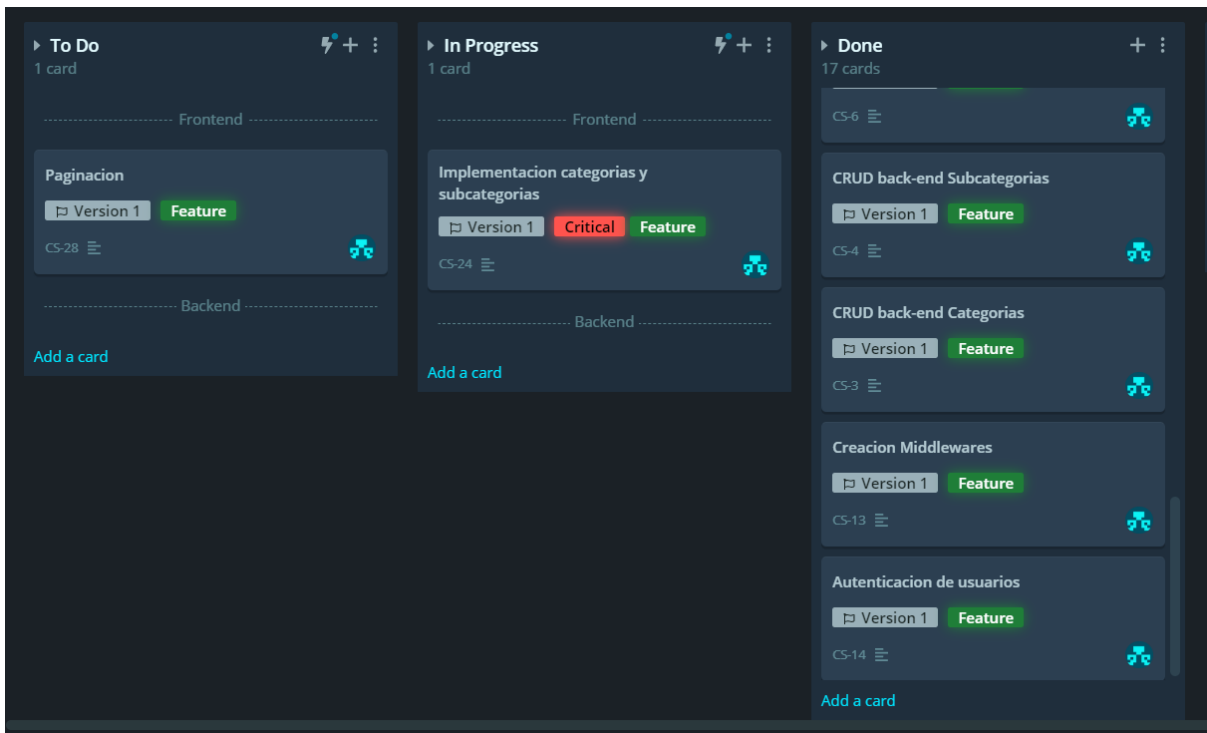 To Do
1 card
Frontend
Paginacion
Version 1 Feature
CS-28
Backend
Add a card
In Progress
1 card
Frontend
Implementacion categorias y
subcategorias
Version 1 Critical Feature
CS-24
Backend
Add a card
Done
17 cards
CS-6
CRUD back-end Subcategorias
Version 1 Feature
CS-4
CRUD back-end Categorias
Version 1 Feature
CS-3
Creacion Middlewares
Version 1 Feature
CS-13
Autenticacion de usuarios
Version 1 Feature
CS-14
Add a card